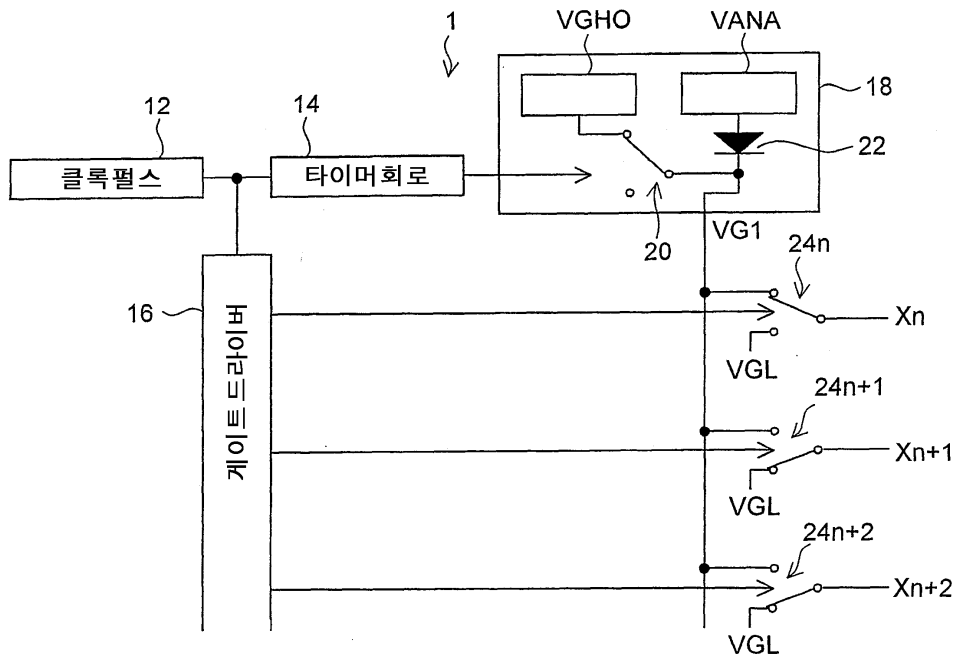 1
VGHO
VANA
18
12
14
클록펄스
타이머회로
22
20
VG1
24n
16
게이트드라이버
Xn
VGL
24n+1
Xn+1
VGL
24n+2
Xn+2
VGL